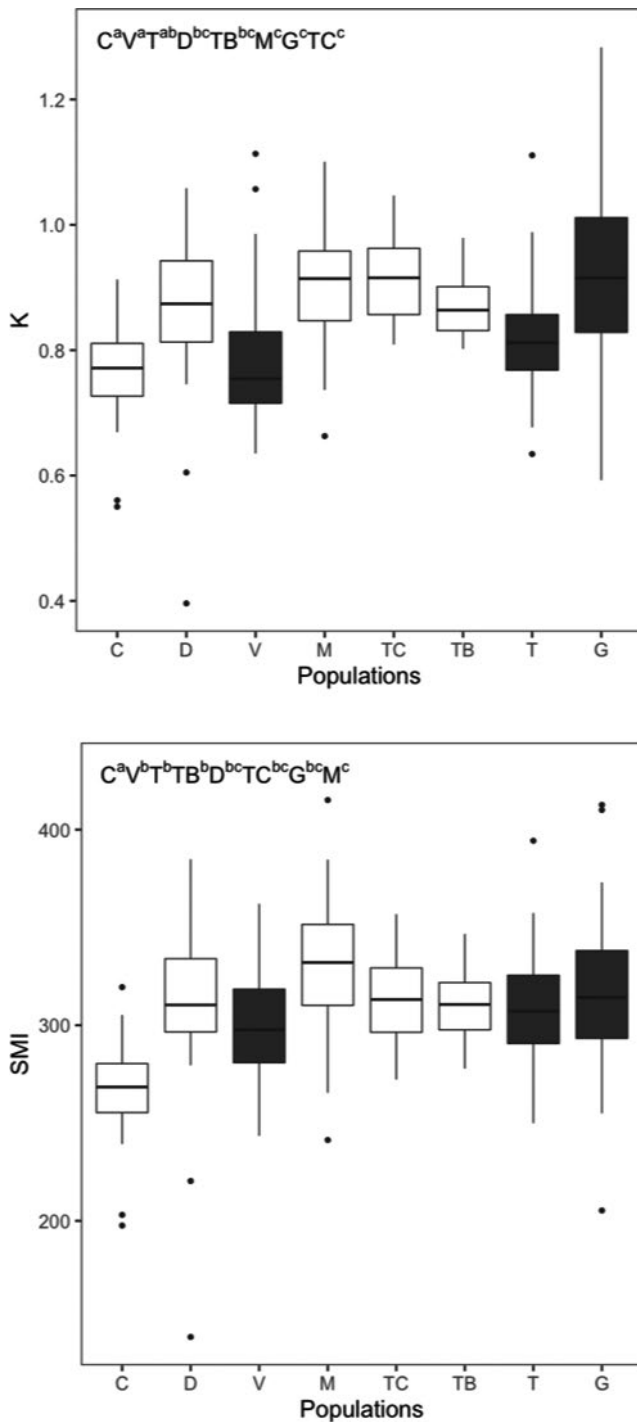 CᵃVᵃTᵃᵇDᵇᶜTBᵇᶜMᶜGᶜTCᶜ
1.2
1.0
0.8
0.6
0.4
K
C D V M TC TB T G
Populations
CᵃVᵇTᵇTBᵇDᵇᶜTCᵇᶜGᵇᶜMᶜ
400
300
200
SMI
C D V M TC TB T G
Populations